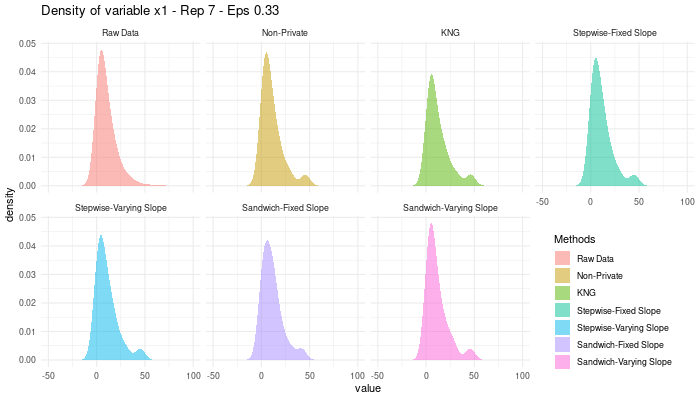 Density of variable x1 - Rep 7 - Eps 0.33
Raw Data
Non-Private
KNG
Stepwise-Fixed Slope
0.05
0.04
0.03
0.02
0.01
0.00
-50 0 50 100
Stepwise-Varying Slope
Sandwich-Fixed Slope
Sandwich-Varying Slope
density
0.05
0.04
0.03
0.02
0.01
0.00
-50 0 50 100
-50 0 50 100
-50 0 50 100
value
Methods
Raw Data
Non-Private
KNG
Stepwise-Fixed Slope
Stepwise-Varying Slope
Sandwich-Fixed Slope
Sandwich-Varying Slope